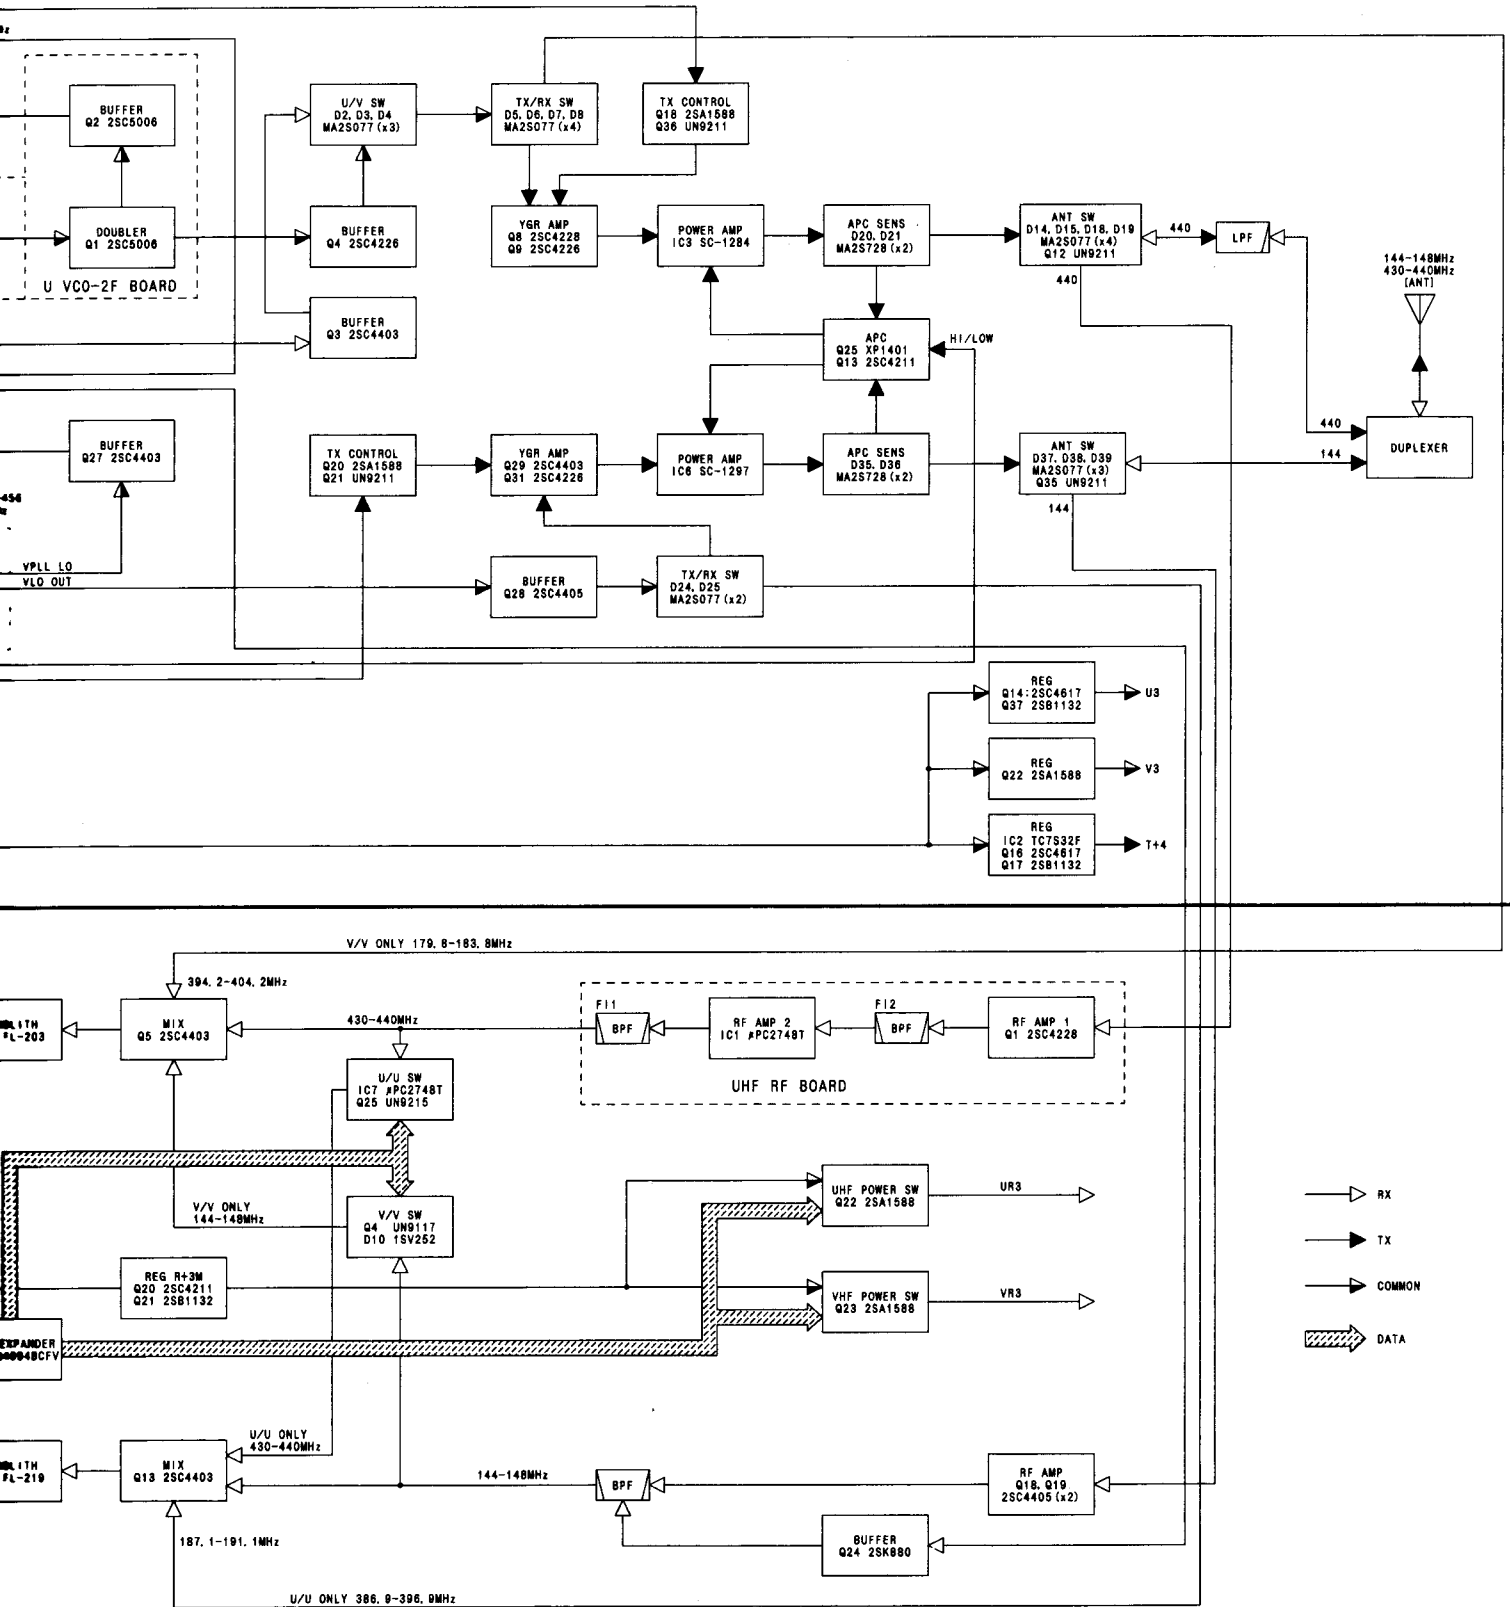 BUFFER
Q2 2SC5006
U/V SW
D2, D3, D4
MA2S077 (x3)
TX/RX SW
D5, D6, D7, D8
MA2S077 (x4)
TX CONTROL
Q18 2SA1588
Q36 UN9211
DOUBLER
Q1 2SC5006
U VCO-2F BOARD
BUFFER
Q4 2SC4226
YGR AMP
Q8 2SC4228
Q9 2SC4226
POWER AMP
IC3 SC-1284
APC SENS
D20, D21
MA2S728 (x2)
ANT SW
D14, D15, D18, D19
MA2S077 (x4)
Q12 UN9211
440
LPF
440
144-148MHz
430-440MHz
[ANT]
BUFFER
Q3 2SC4403
APC
Q25 XP1401
Q13 2SC4211
HI/LOW
BUFFER
Q27 2SC4403
TX CONTROL
Q20 2SA1588
Q21 UN9211
YGR AMP
Q29 2SC4403
Q31 2SC4226
POWER AMP
IC6 SC-1297
APC SENS
D35, D36
MA2S728 (x2)
ANT SW
D37, D38, D39
MA2S077 (x3)
Q35 UN9211
440
144
DUPLEXER
144
VPLL LO
VLO OUT
BUFFER
Q28 2SC4405
TX/RX SW
D24, D25
MA2S077 (x2)
REG
Q14:2SC4617
Q37 2SB1132
U3
REG
Q22 2SA1588
V3
REG
IC2 TC7S32F
Q16 2SC4617
Q17 2SB1132
T+4
V/V ONLY 179.8-183.8MHz
394.2-404.2MHz
FL-203
MIX
Q5 2SC4403
430-440MHz
FI1
BPF
RF AMP 2
IC1 μPC2748T
FI2
BPF
RF AMP 1
Q1 2SC4228
UHF RF BOARD
U/U SW
IC7 μPC2748T
Q25 UN9215
V/V ONLY
144-148MHz
V/V SW
Q4 UN9117
D10 1SV252
UHF POWER SW
Q22 2SA1588
UR3
RX
TX
REG R+3M
Q20 2SC4211
Q21 2SB1132
VHF POWER SW
Q23 2SA1588
VR3
COMMON
EXPANDER
DATA
U/U ONLY
430-440MHz
FL-219
MIX
Q13 2SC4403
144-148MHz
BPF
RF AMP
Q18, Q19
2SC4405 (x2)
187.1-191.1MHz
BUFFER
Q24 2SK880
U/U ONLY 386.9-396.9MHz